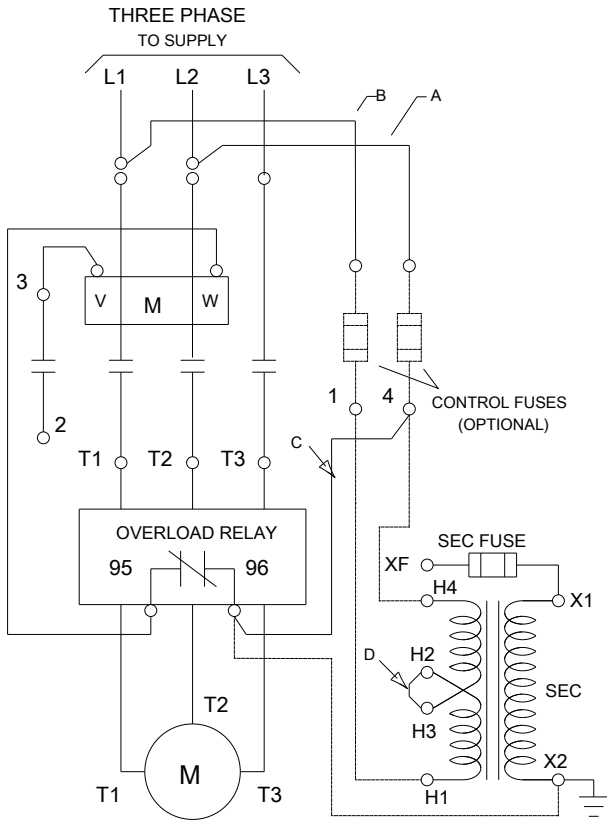 THREE PHASE
TO SUPPLY
L1 L2 L3
B A
3
V M W
2
1 4
CONTROL FUSES
(OPTIONAL)
C
T1 T2 T3
OVERLOAD RELAY
95 96
SEC FUSE
XF
H4 X1
D H2
SEC
H3
T2
X2
M
T1 T3
H1